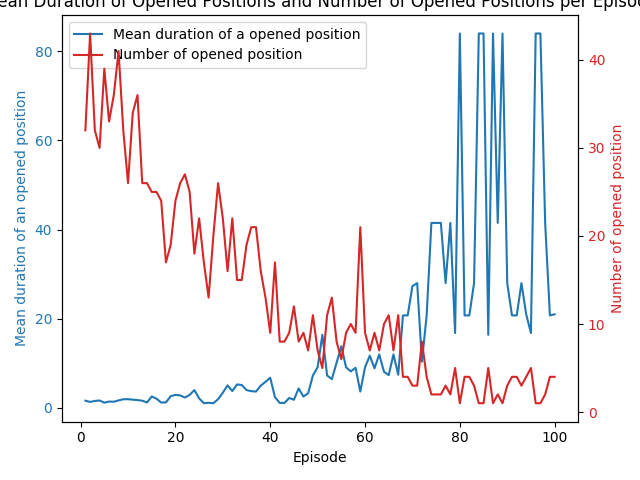 ean Duration of Opened Positions and Number of Opened Positions per Episo
Mean duration of a opened position
Number of opened position
Mean duration of an opened position
80
60
40
20
0
40
30
20
10
0
Number of opened position
0
20
40
60
80
100
Episode